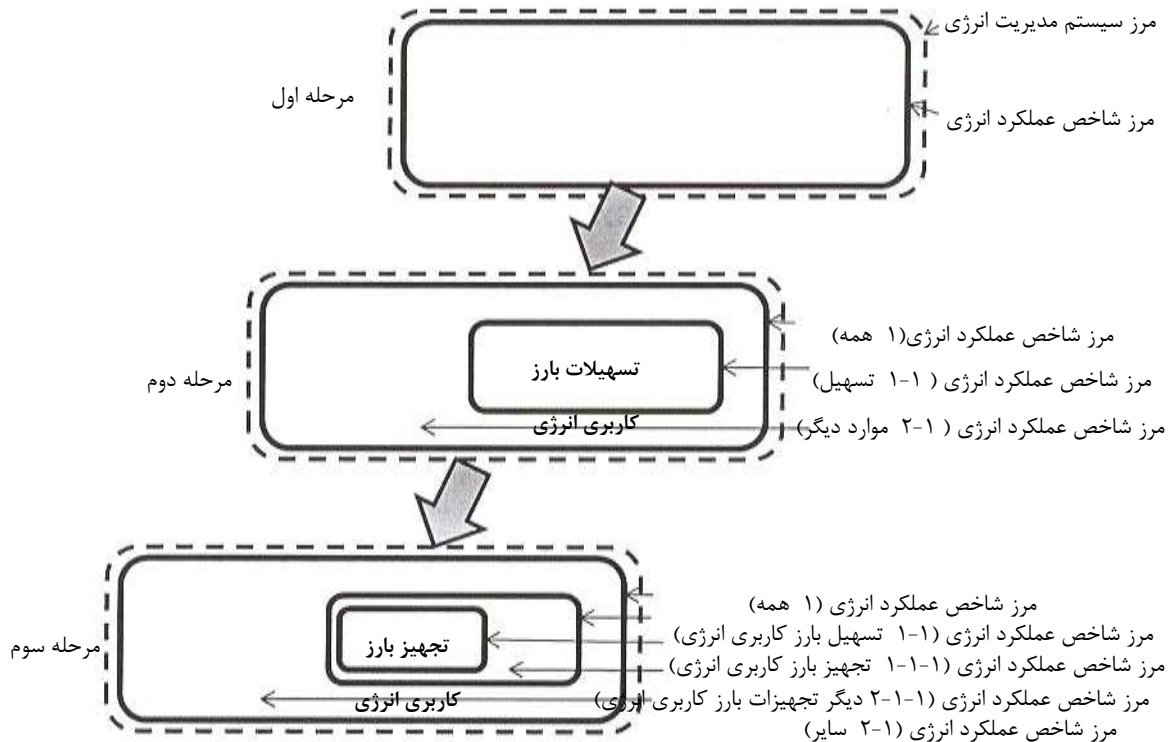 مرز سیستم مدیریت انرژی
مرحله اول
مرز شاخص عملکرد انرژی
مرز شاخص عملکرد انرژی(۱ همه)
تسهیلات بارز
مرحله دوم
مرز شاخص عملکرد انرژی ( ۱-۱ تسهیل)
کاربری انرژی
مرز شاخص عملکرد انرژی ( ۱-۲ موارد دیگر)
مرز شاخص عملکرد انرژی (۱ همه)
مرز شاخص عملکرد انرژی (۱-۱ تسهیل بارز کاربری انرژی)
تجهیز بارز
مرحله سوم
مرز شاخص عملکرد انرژی (۱-۱-۱ تجهیز بارز کاربری انرژی)
کاربری انرژی
مرز شاخص عملکرد انرژی (۱-۱-۲ دیگر تجهیزات بارز کاربری انرژی)
مرز شاخص عملکرد انرژی (۱-۲ سایر)